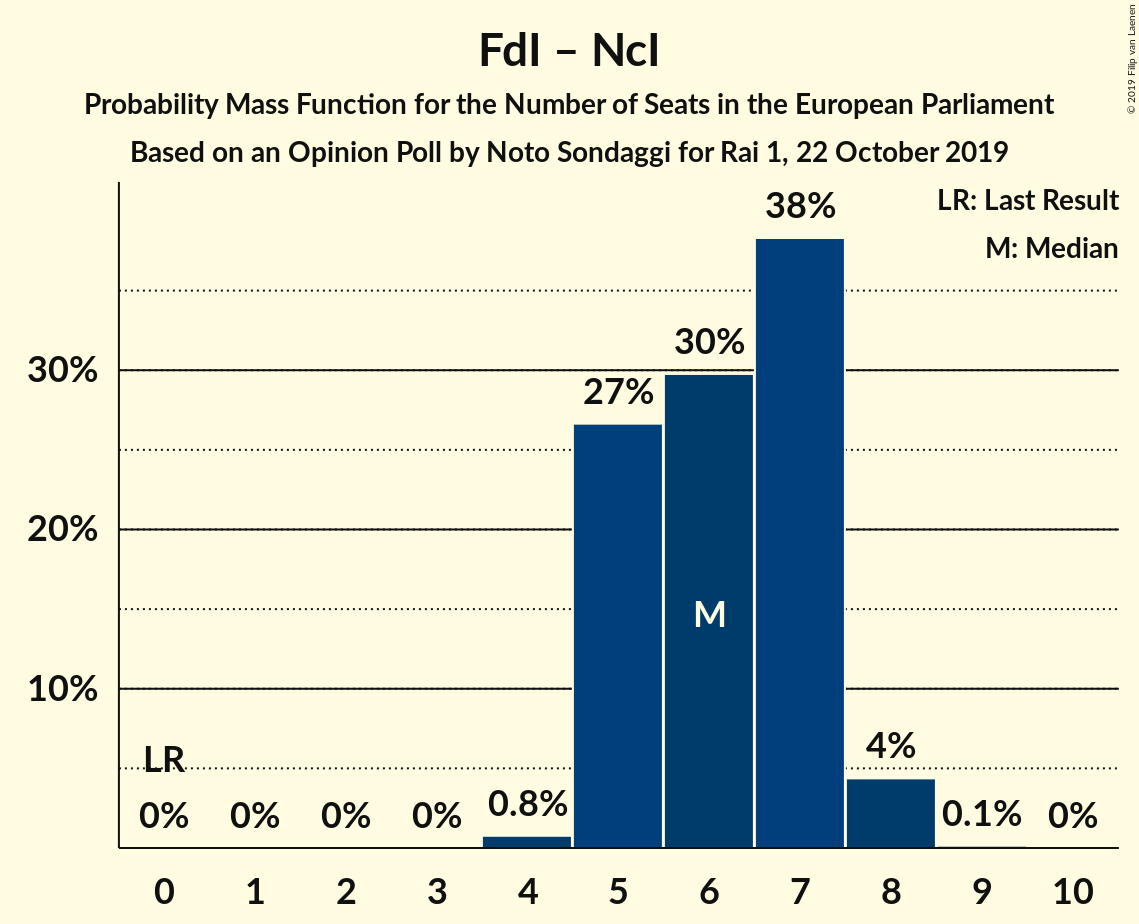 FdI – NcI
Probability Mass Function for the Number of Seats in the European Parliament
Based on an Opinion Poll by Noto Sondaggi for Rai 1, 22 October 2019
© 2019 Filip van Laenen
LR: Last Result
M: Median
38%
30%
30%
27%
20%
M
10%
LR
4%
0%
0%
0%
0%
0.8%
0.1%
0%
0 1 2 3 4 5 6 7 8 9 10